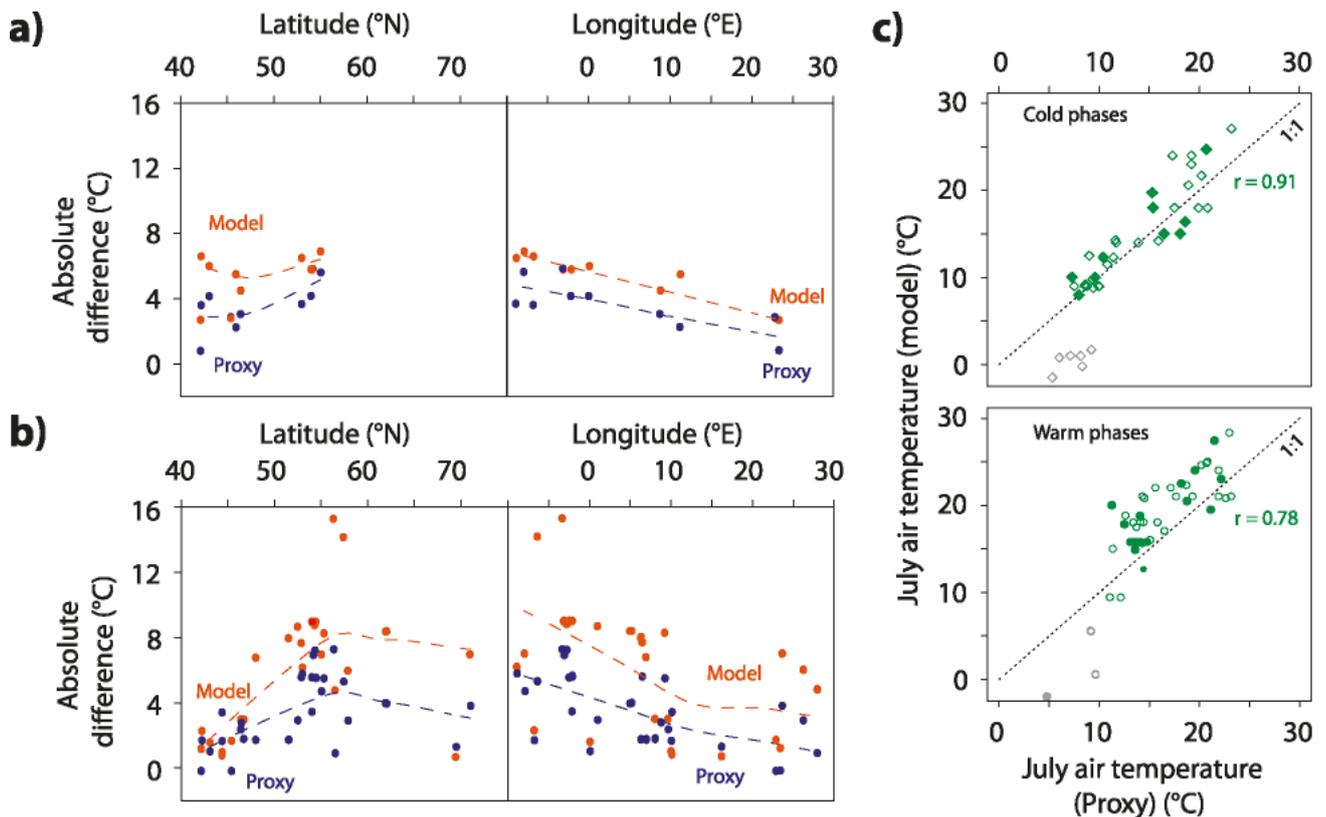 a)
Latitude (°N)
Longitude (°E)
40 50 60 70 0 10 20 30
16
12
8
4
0
Absolute
difference (°C)
Model
Proxy
Model
Proxy
b)
Latitude (°N)
Longitude (°E)
40 50 60 70 0 10 20 30
16
12
8
4
0
Absolute
difference (°C)
Model
Proxy
Model
Proxy
c)
0 10 20 30
30
20
10
0
Cold phases
1:1
r = 0.91
July air temperature (model) (°C)
30
20
10
0
Warm phases
1:1
r = 0.78
0 10 20 30
July air temperature
(Proxy) (°C)